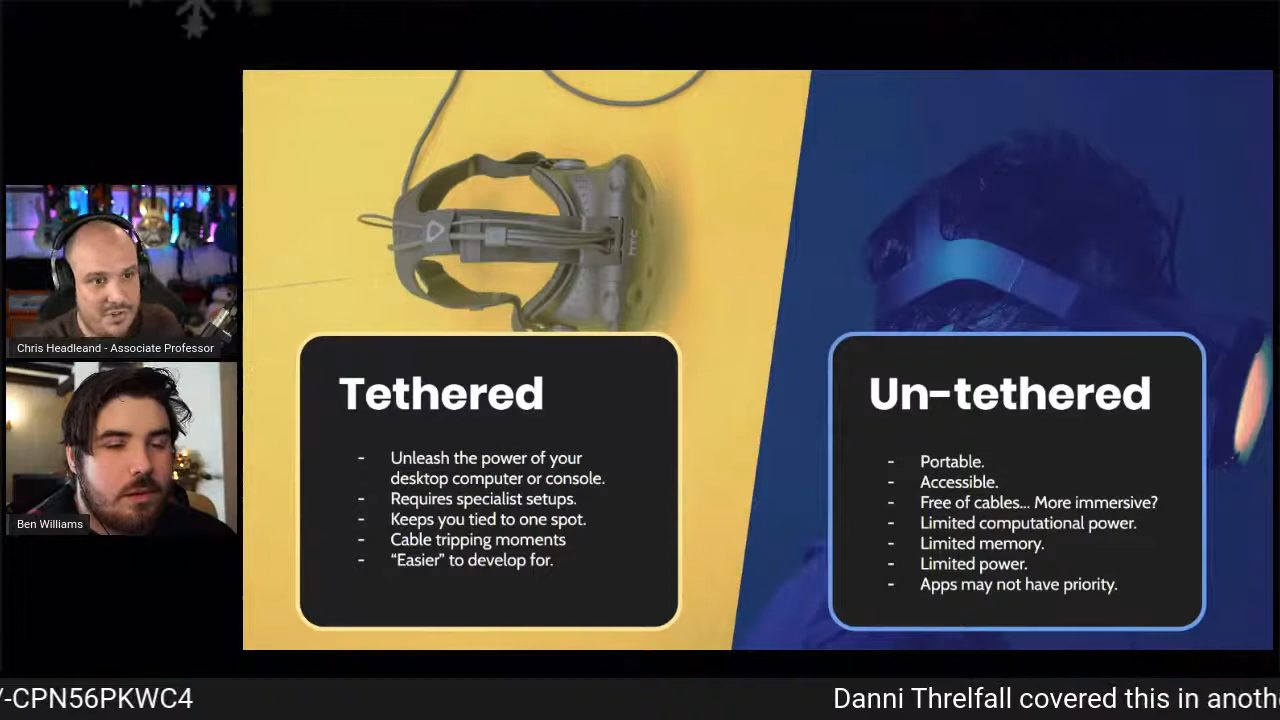 hTC
Chris Headleand - Associate Professor
Ben Williams
Tethered
- Unleash the power of your
desktop computer or console.
- Requires specialist setups.
- Keeps you tied to one spot.
- Cable tripping moments
- “Easier” to develop for.
Un-tethered
- Portable.
- Accessible.
- Free of cables... More immersive?
- Limited computational power.
- Limited memory.
- Limited power.
- Apps may not have priority.
-CPN56PKWC4
Danni Threlfall covered this in anoth